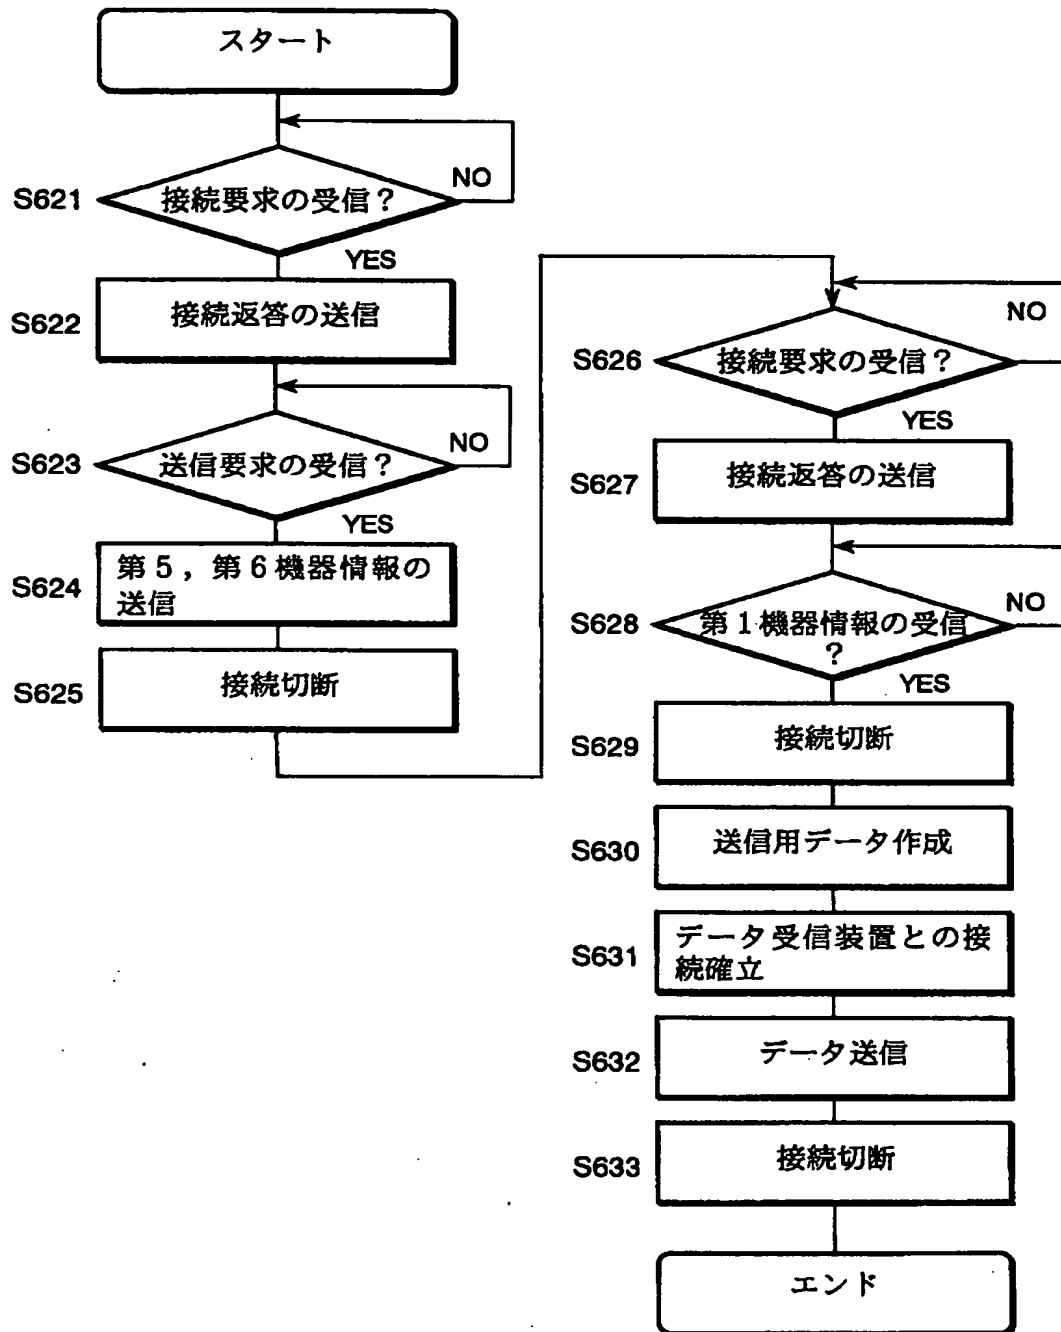 スタート
NO
S621
接続要求の受信？
YES
S622
接続返答の送信
NO
S623
送信要求の受信？
YES
S624
第５，第６機器情報の
送信
S625
接続切断
NO
S626
接続要求の受信？
YES
S627
接続返答の送信
NO
S628
第１機器情報の受信
？
YES
S629
接続切断
S630
送信用データ作成
S631
データ受信装置との接
続確立
S632
データ送信
S633
接続切断
エンド